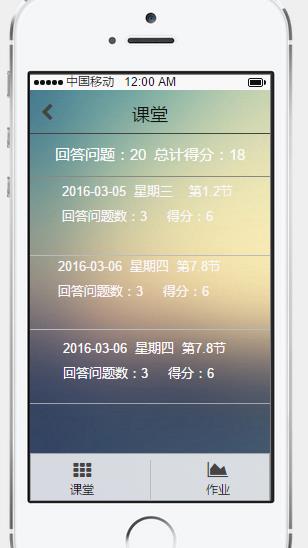 中国移动 12:00 AM
课堂
回答问题：20 总计得分：18
2016-03-05 星期三 第1.2节
回答问题数：3 得分：6
2016-03-06 星期四 第7.8节
回答问题数：3 得分：6
2016-03-06 星期四 第7.8节
回答问题数：3 得分：6
课堂 作业